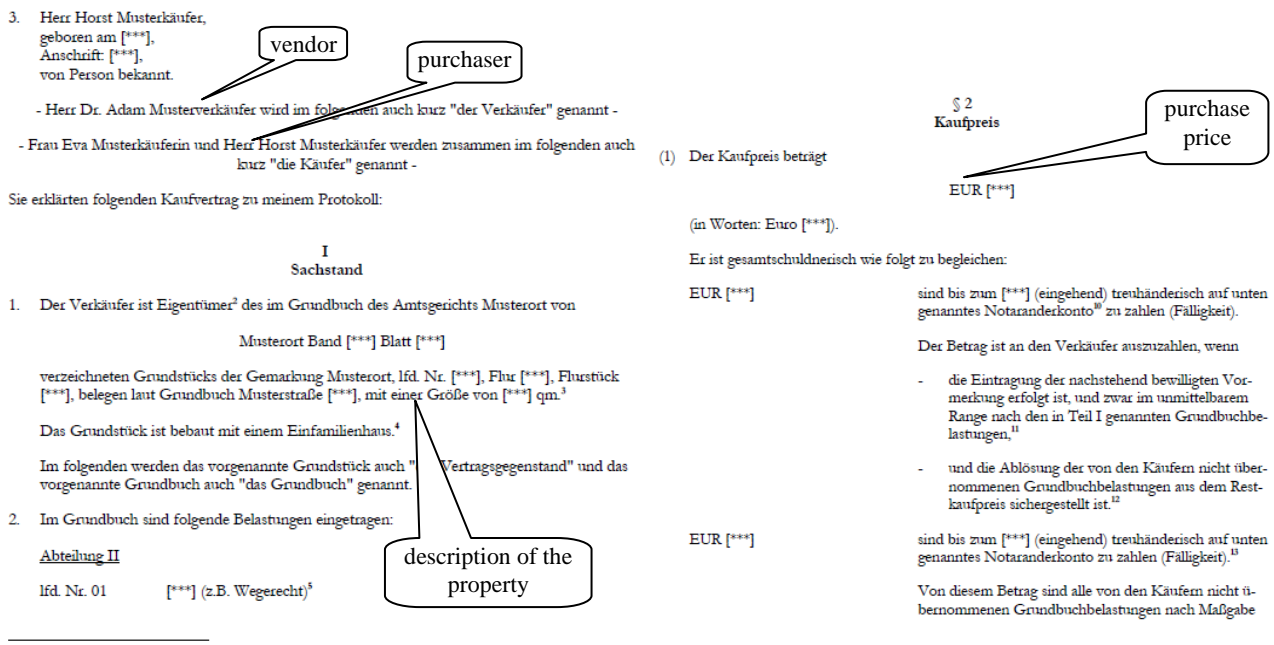 3. Herr Horst Musterkäufer,
geboren am [***],
Anschrift: [***],
von Person bekannt.
vendor
purchaser
- Herr Dr. Adam Musterverkäufer wird im folgenden auch kurz "der Verkäufer" genannt -
- Frau Eva Musterkäuferin und Herr Horst Musterkäufer werden zusammen im folgenden auch
kurz "die Käufer" genannt -
Sie erklärten folgenden Kaufvertrag zu meinem Protokoll:
I
Sachstand
1. Der Verkäufer ist Eigentümer² des im Grundbuch des Amtsgerichts Musterort von
Musterort Band [***] Blatt [***]
verzeichneten Grundstücks der Gemarkung Musterort, lfd. Nr. [***], Flur [***], Flurstück
[***], belegen laut Grundbuch Musterstraße [***], mit einer Größe von [***] qm.³
Das Grundstück ist bebaut mit einem Einfamilienhaus.⁴
Im folgenden werden das vorgenannte Grundstück auch " Vertragsgegenstand" und das
vorgenannte Grundbuch auch "das Grundbuch" genannt.
2. Im Grundbuch sind folgende Belastungen eingetragen:
Abteilung II
lfd. Nr. 01 [***] (z.B. Wegerecht)⁵
description of the
property
§ 2
Kaufpreis
purchase
price
(1) Der Kaufpreis beträgt
EUR [***]
(in Worten: Euro [***]).
Er ist gesamtschuldnerisch wie folgt zu begleichen:
EUR [***] sind bis zum [***] (eingehend) treuhänderisch auf unten
genanntes Notaranderkonto¹⁰ zu zahlen (Fälligkeit).
Der Betrag ist an den Verkäufer auszuzahlen, wenn
- die Eintragung der nachstehend bewilligten Vor-
merkung erfolgt ist, und zwar im unmittelbarem
Range nach den in Teil I genannten Grundbuchbe-
lastungen,¹¹
- und die Ablösung der von den Käufern nicht über-
nommenen Grundbuchbelastungen aus dem Rest-
kaufpreis sichergestellt ist.¹²
EUR [***] sind bis zum [***] (eingehend) treuhänderisch auf unten
genanntes Notaranderkonto zu zahlen (Fälligkeit).¹³
Von diesem Betrag sind alle von den Käufern nicht ü-
bernommenen Grundbuchbelastungen nach Maßgabe